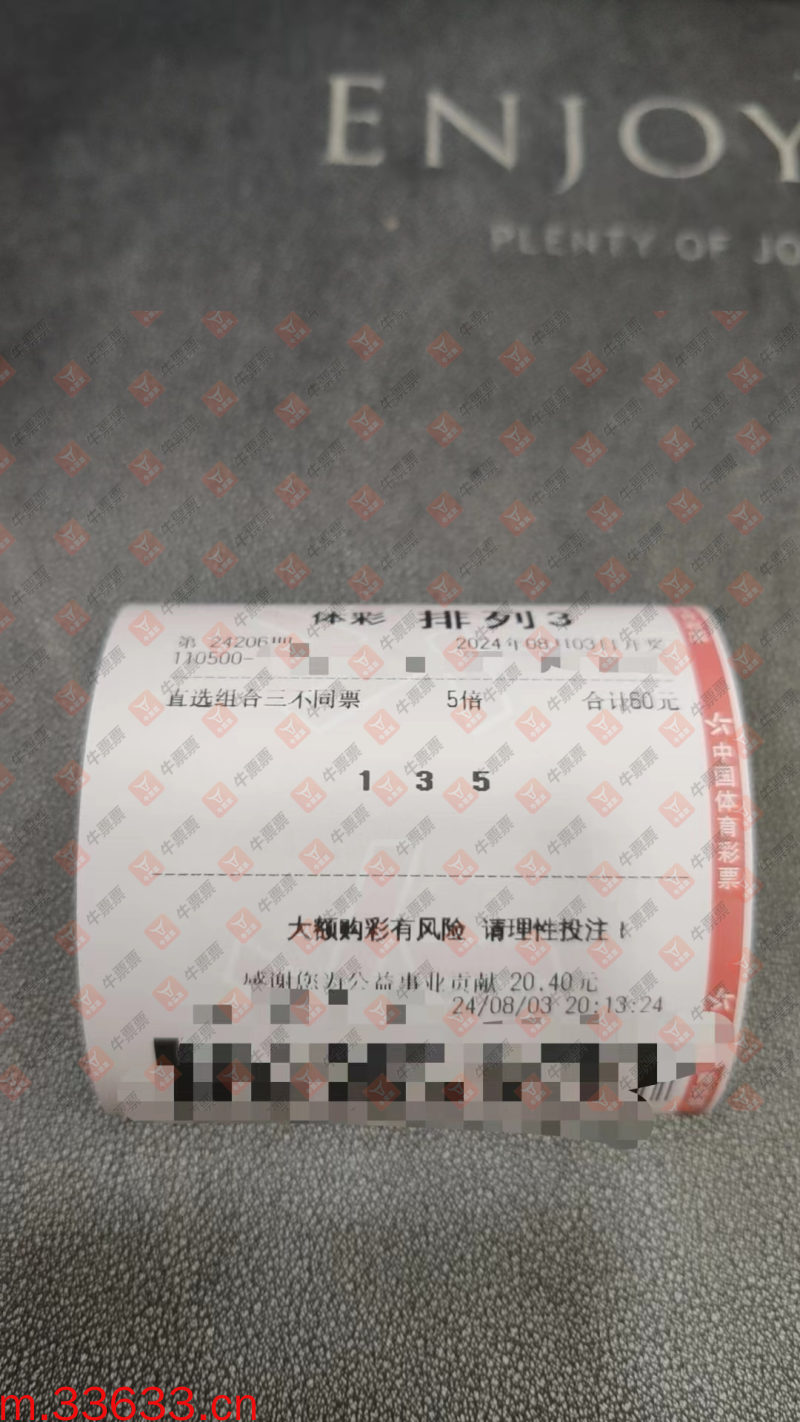 ENJOY
PLENTY OF JO
体彩 排列3
第 24206期 2024年08月03日开奖
110500-
直选组合三不同票 5倍 合计60元
1 3 5
大额购彩有风险 请理性投注！
感谢您为公益事业贡献 20.40元
24/08/03 20:13:24
中国体育彩票
牛票票
m.33633.cn